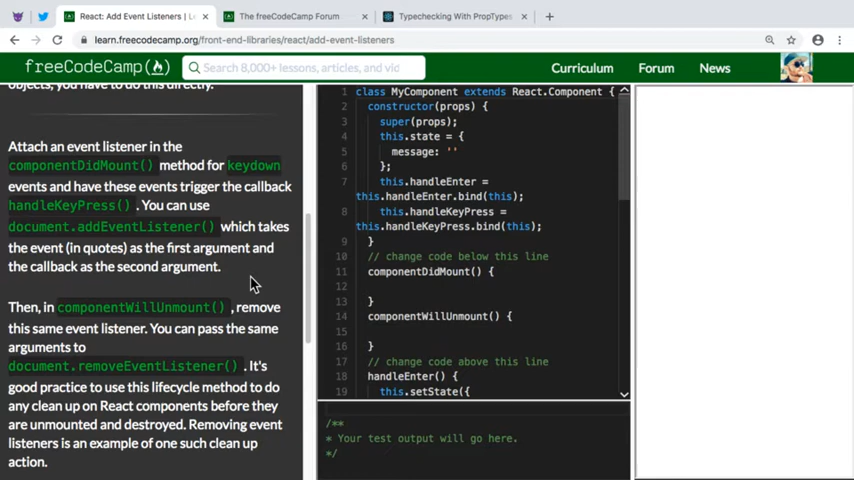 React: Add Event Listeners | Le
The freeCodeCamp Forum
Typechecking With PropTypes
learn.freecodecamp.org/front-end-libraries/react/add-event-listeners
freeCodeCamp
Search 8,000+ lessons, articles, and vid
Curriculum
Forum
News
objects, you have to do this directly.
Attach an event listener in the
componentDidMount() method for keydown
events and have these events trigger the callback
handleKeyPress() . You can use
document.addEventListener() which takes
the event (in quotes) as the first argument and
the callback as the second argument.
Then, in componentWillUnmount() , remove
this same event listener. You can pass the same
arguments to
document.removeEventListener() . It's
good practice to use this lifecycle method to do
any clean up on React components before they
are unmounted and destroyed. Removing event
listeners is an example of one such clean up
action.
1 class MyComponent extends React.Component {
2 constructor(props) {
3 super(props);
4 this.state = {
5 message: ''
6 };
7 this.handleEnter =
this.handleEnter.bind(this);
8 this.handleKeyPress =
this.handleKeyPress.bind(this);
9 }
10 // change code below this line
11 componentDidMount() {
12
13 }
14 componentWillUnmount() {
15
16 }
17 // change code above this line
18 handleEnter() {
19 this.setState({
/**
* Your test output will go here.
*/